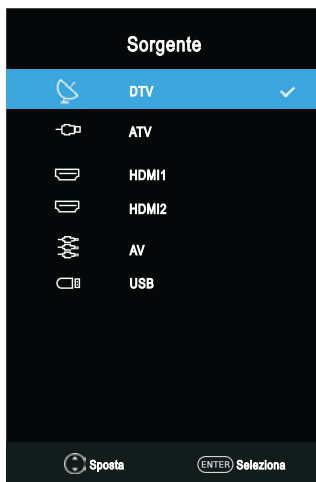 Sorgente
DTV
ATV
HDMI1
HDMI2
AV
USB
Sposta ENTER Seleziona